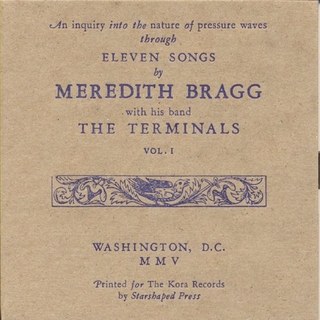 An inquiry into the nature of pressure waves
through
ELEVEN SONGS
by
MEREDITH BRAGG
with his band
THE TERMINALS
VOL. I
WASHINGTON, D.C.
MMV
Printed for The Kora Records
by Starshaped Press